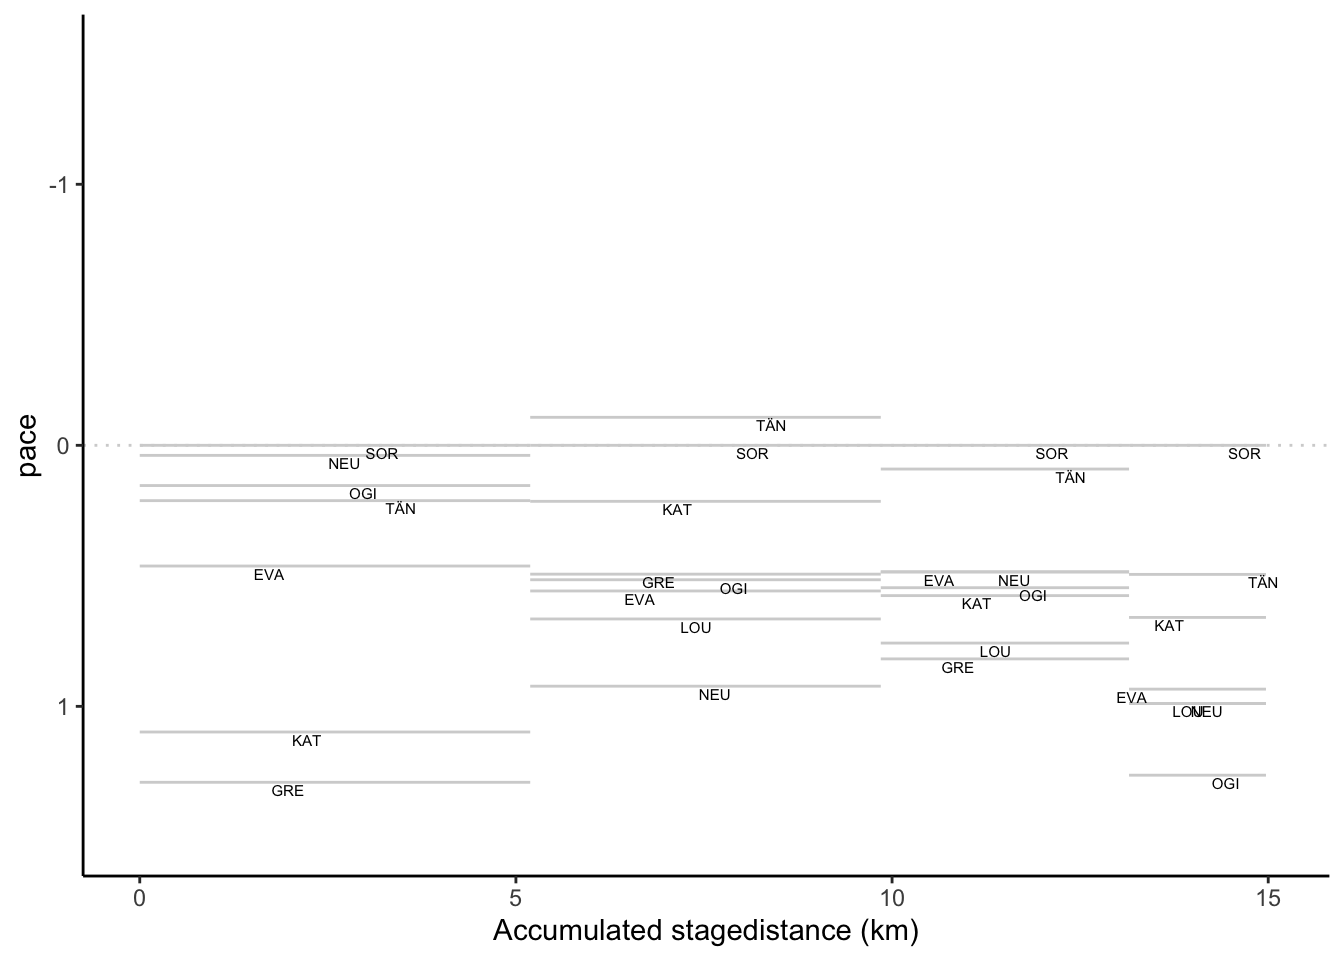 -1
TÄN
0
SOR SOR SOR SOR
NEU
TÄN
OGI
TÄN
KAT
EVA
GRE
OGI
EVA
EVA NEU
OGI
KAT
TÄN
LOU
KAT
LOU
GRE
NEU
EVA
1
LOU NEU
KAT
GRE
OGI
pace
0 5 10 15
Accumulated stagedistance (km)